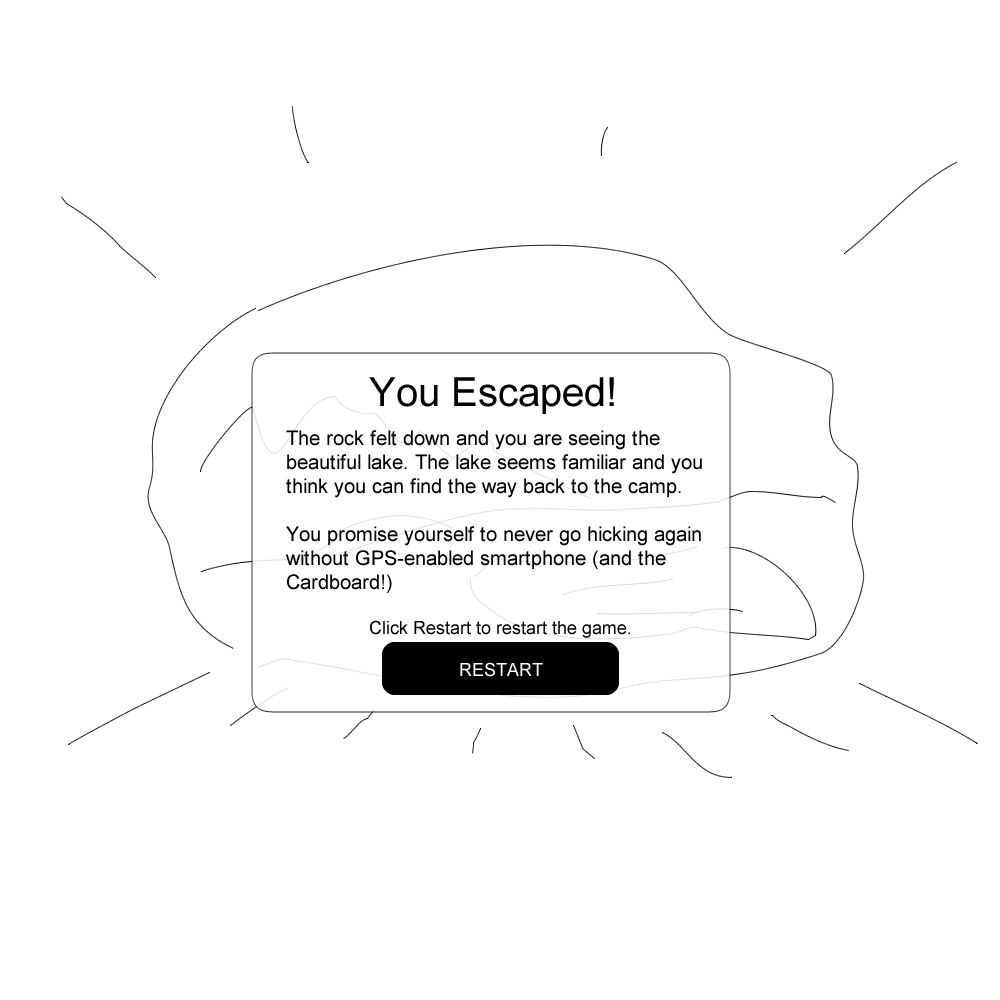 You Escaped!
The rock felt down and you are seeing the
beautiful lake. The lake seems familiar and you
think you can find the way back to the camp.
You promise yourself to never go hicking again
without GPS-enabled smartphone (and the
Cardboard!)
Click Restart to restart the game.
RESTART